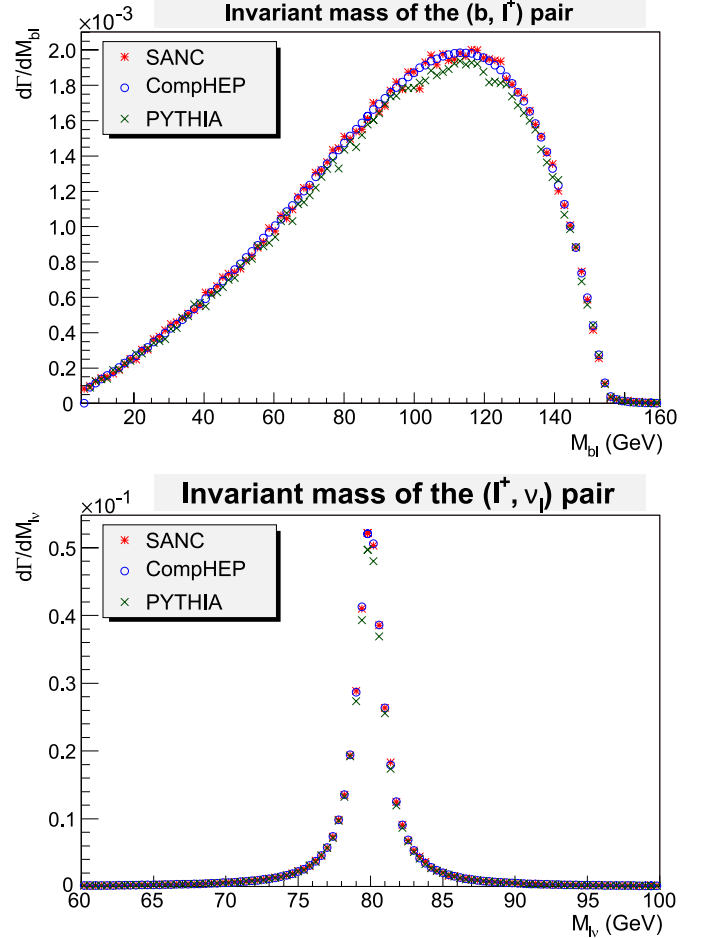 Invariant mass of the (b, l⁺) pair
×10⁻³
dΓ/dM_bl
SANC
CompHEP
PYTHIA
2.0
1.8
1.6
1.4
1.2
1.0
0.8
0.6
0.4
0.2
0
20 40 60 80 100 120 140 160
M_bl (GeV)
Invariant mass of the (l⁺, ν_l) pair
×10⁻¹
dΓ/dM_lν
SANC
CompHEP
PYTHIA
0.5
0.4
0.3
0.2
0.1
0
60 65 70 75 80 85 90 95 100
M_lν (GeV)